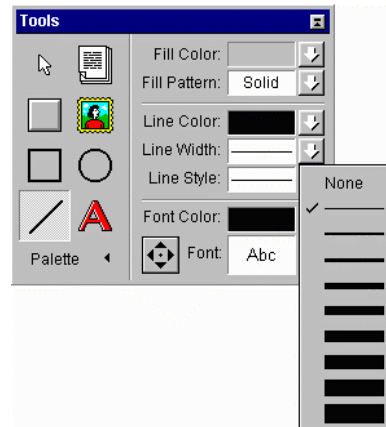 Tools
Fill Color:
Fill Pattern: Solid
Line Color:
Line Width:
Line Style:
None
Font Color:
Font: Abc
Palette
A